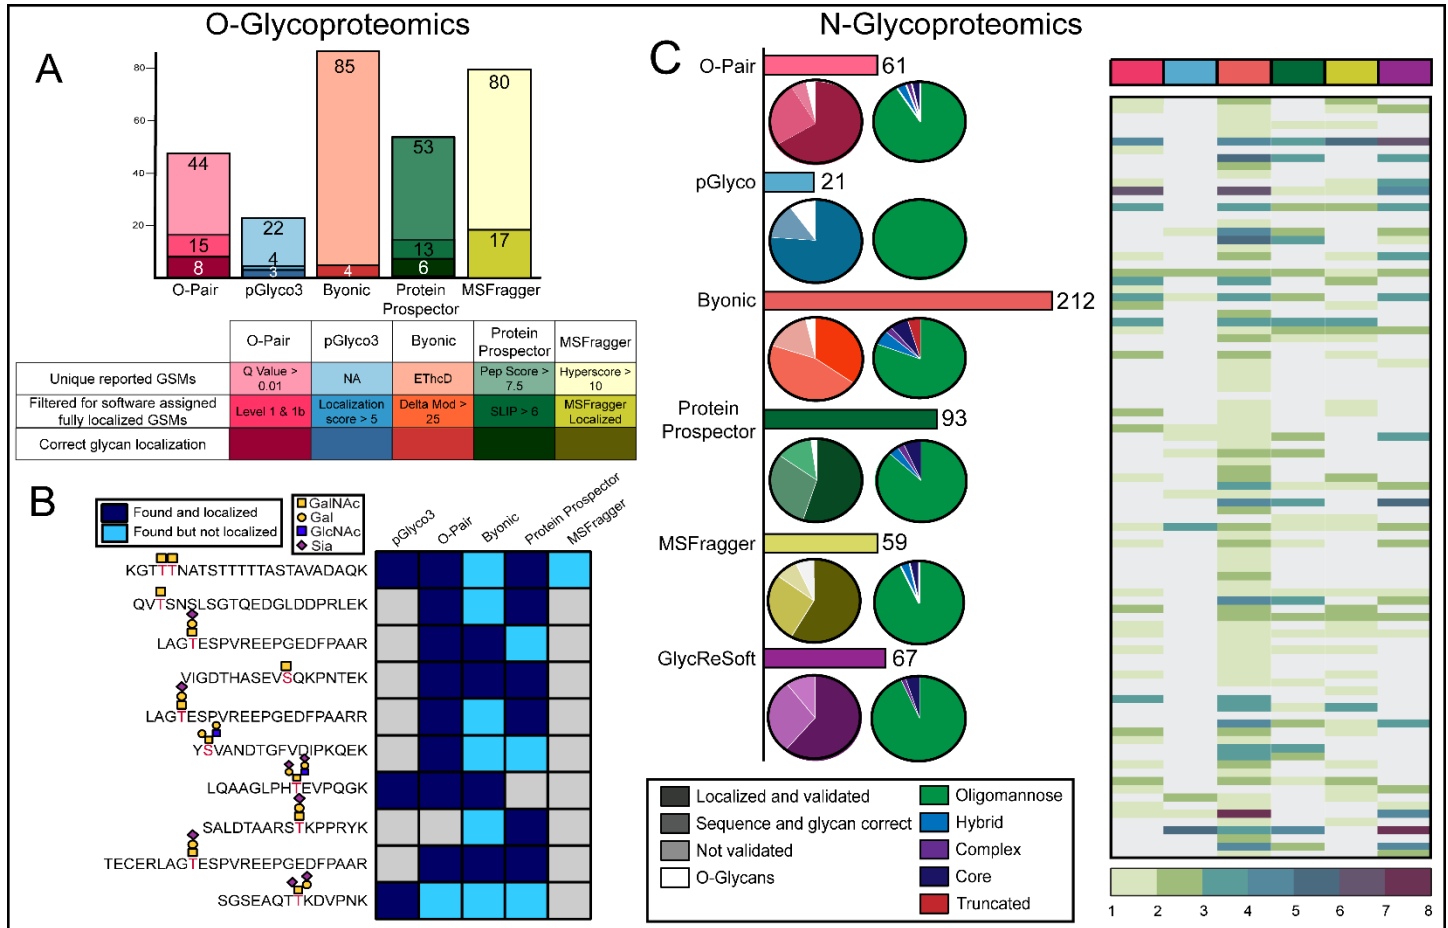 O-Glycoproteomics
N-Glycoproteomics
A
80
60
40
20
44
15
8
22
4
3
85
4
53
13
6
80
17
O-Pair
pGlyco3
Byonic
Protein
Prospector
MSFragger
O-Pair
pGlyco3
Byonic
Protein
Prospector
MSFragger
Unique reported GSMs
Q Value >
0.01
NA
EThcD
Pep Score >
7.5
Hyperscore >
10
Filtered for software assigned
fully localized GSMs
Level 1 & 1b
Localization
score > 5
Delta Mod >
25
SLIP > 6
MSFragger
Localized
Correct glycan localization
B
Found and localized
Found but not localized
GalNAc
Gal
GlcNAc
Sia
pGlyco3
O-Pair
Byonic
Protein Prospector
MSFragger
KGTTTNATSTTTTTASTAVADAQK
QVTSNSLSGTQEDGLDDPRLEK
LAGTESPVREEPGEDFPAAR
VIGDTHASEVSQKPNTEK
LAGTESPVREEPGEDFPAARR
YSVANDTGFVDIPKQEK
LQAAGLPHTEVPQGK
SALDTAARSTKPPRYK
TECERLAGTESPVREEPGEDFPAAR
SGSEAQTTKDVPNK
C
O-Pair
61
pGlyco
21
Byonic
212
Protein
Prospector
93
MSFragger
59
GlycReSoft
67
Localized and validated
Sequence and glycan correct
Not validated
O-Glycans
Oligomannose
Hybrid
Complex
Core
Truncated
1 2 3 4 5 6 7 8